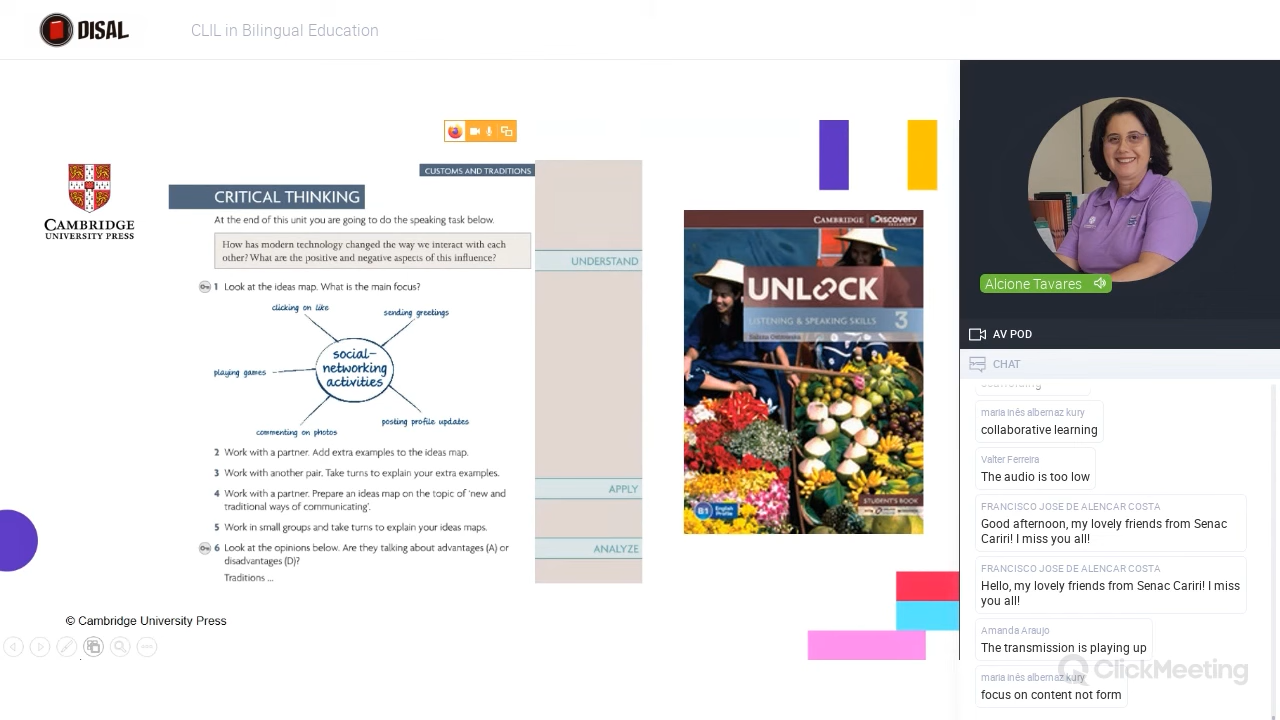 DISAL
CLIL in Bilingual Education
CAMBRIDGE
UNIVERSITY PRESS
CUSTOMS AND TRADITIONS
CRITICAL THINKING
At the end of this unit you are going to do the speaking task below.
How has modern technology changed the way we interact with each
other? What are the positive and negative aspects of this influence?
UNDERSTAND
1 Look at the ideas map. What is the main focus?
clicking on like
sending greetings
social-
networking
activities
playing games
posting profile updates
commenting on photos
2 Work with a partner. Add extra examples to the ideas map.
3 Work with another pair. Take turns to explain your extra examples.
APPLY
4 Work with a partner. Prepare an ideas map on the topic of 'new and
traditional ways of communicating'.
5 Work in small groups and take turns to explain your ideas maps.
ANALYZE
6 Look at the opinions below. Are they talking about advantages (A) or
disadvantages (D)?
Traditions ...
CAMBRIDGE Discovery
UNLOCK
LISTENING & SPEAKING SKILLS 3
STUDENT'S BOOK
B1 English Profile
© Cambridge University Press
Alcione Tavares
AV POD
CHAT
maria inês albernaz kury
collaborative learning
Valter Ferreira
The audio is too low
FRANCISCO JOSE DE ALENCAR COSTA
Good afternoon, my lovely friends from Senac
Cariri! I miss you all!
FRANCISCO JOSE DE ALENCAR COSTA
Hello, my lovely friends from Senac Cariri! I miss
you all!
Amanda Araujo
The transmission is playing up
maria inês albernaz kury
focus on content not form
ClickMeeting